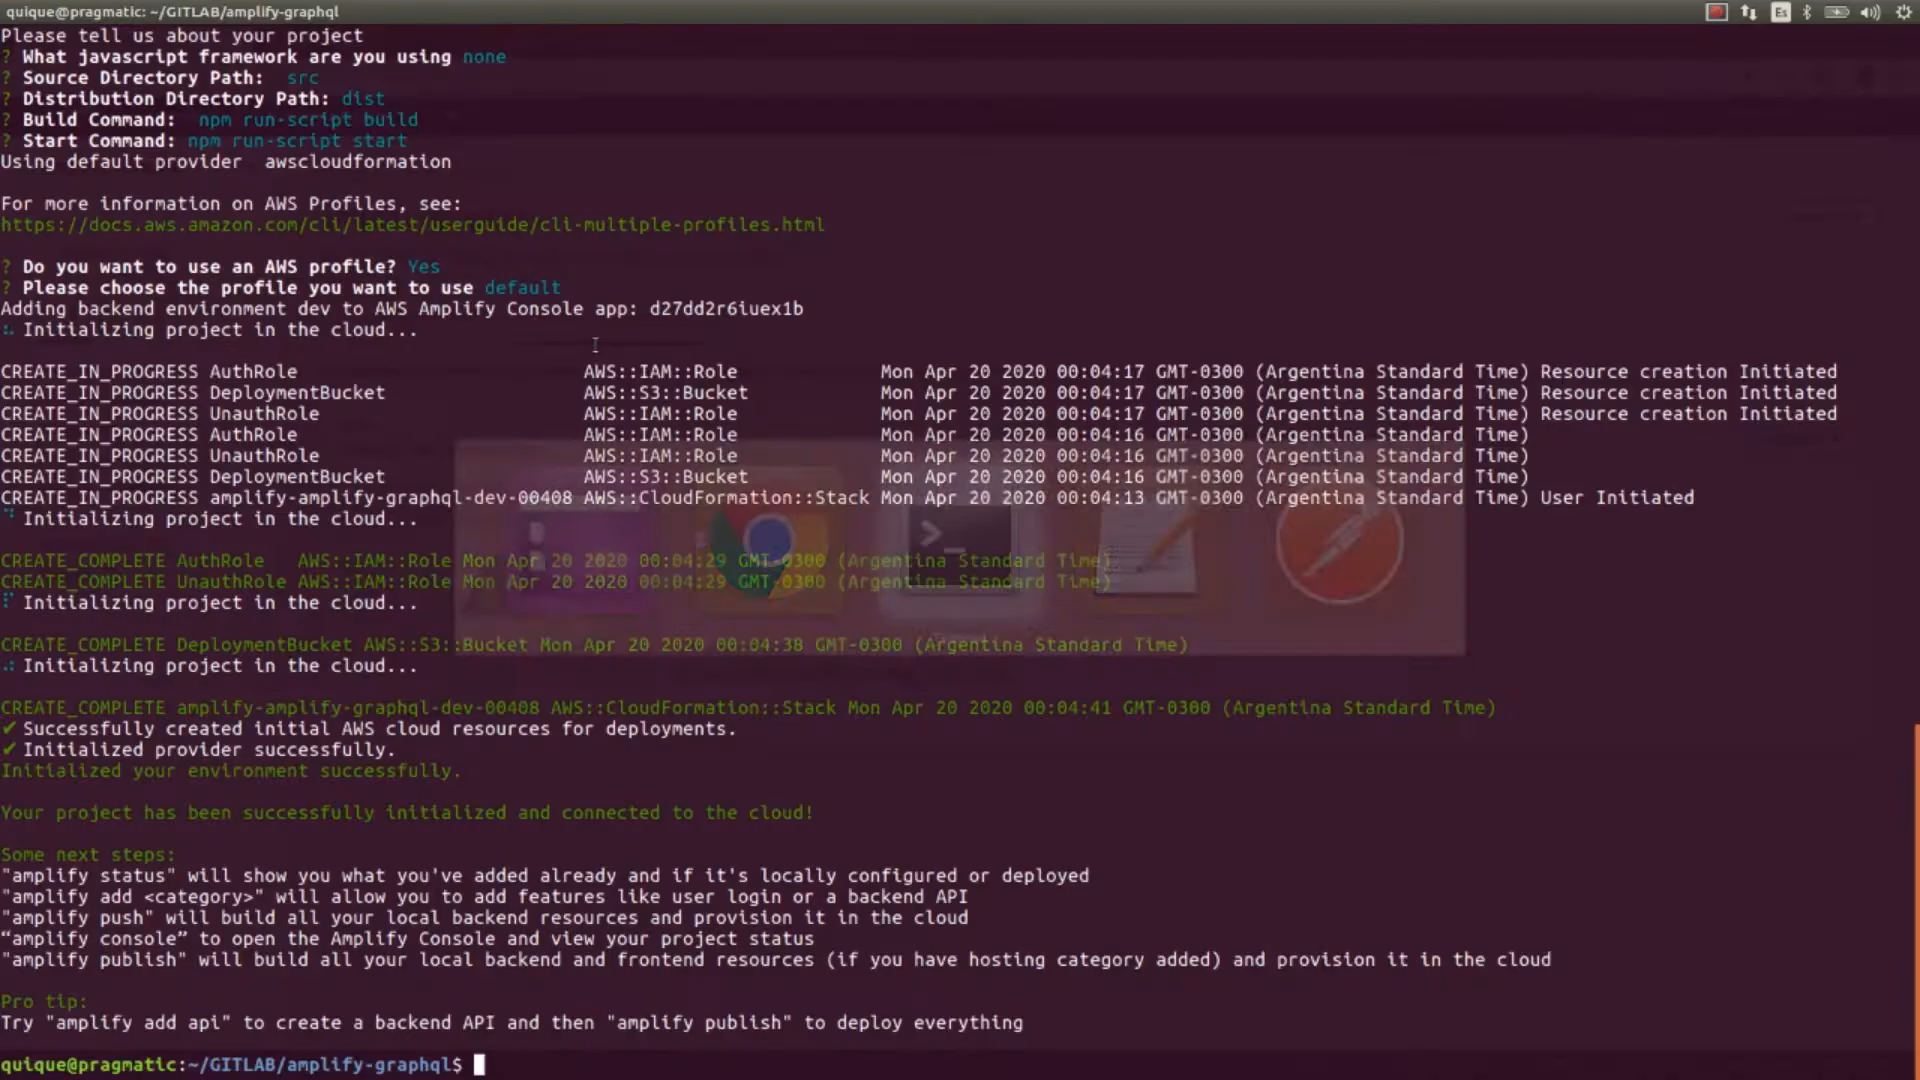 quique@pragmatic: ~/GITLAB/amplify-graphql
Es
Please tell us about your project
? What javascript framework are you using none
? Source Directory Path:  src
? Distribution Directory Path: dist
? Build Command:  npm run-script build
? Start Command: npm run-script start
Using default provider  awscloudformation
For more information on AWS Profiles, see:
https://docs.aws.amazon.com/cli/latest/userguide/cli-multiple-profiles.html
? Do you want to use an AWS profile? Yes
? Please choose the profile you want to use default
Adding backend environment dev to AWS Amplify Console app: d27dd2r6iuex1b
Initializing project in the cloud...
CREATE_IN_PROGRESS AuthRole AWS::IAM::Role Mon Apr 20 2020 00:04:17 GMT-0300 (Argentina Standard Time) Resource creation Initiated
CREATE_IN_PROGRESS DeploymentBucket AWS::S3::Bucket Mon Apr 20 2020 00:04:17 GMT-0300 (Argentina Standard Time) Resource creation Initiated
CREATE_IN_PROGRESS UnauthRole AWS::IAM::Role Mon Apr 20 2020 00:04:17 GMT-0300 (Argentina Standard Time) Resource creation Initiated
CREATE_IN_PROGRESS AuthRole AWS::IAM::Role Mon Apr 20 2020 00:04:16 GMT-0300 (Argentina Standard Time)
CREATE_IN_PROGRESS UnauthRole AWS::IAM::Role Mon Apr 20 2020 00:04:16 GMT-0300 (Argentina Standard Time)
CREATE_IN_PROGRESS DeploymentBucket AWS::S3::Bucket Mon Apr 20 2020 00:04:16 GMT-0300 (Argentina Standard Time)
CREATE_IN_PROGRESS amplify-amplify-graphql-dev-00408 AWS::CloudFormation::Stack Mon Apr 20 2020 00:04:13 GMT-0300 (Argentina Standard Time) User Initiated
Initializing project in the cloud...
CREATE_COMPLETE AuthRole   AWS::IAM::Role Mon Apr 20 2020 00:04:29 GMT-0300 (Argentina Standard Time)
CREATE_COMPLETE UnauthRole AWS::IAM::Role Mon Apr 20 2020 00:04:29 GMT-0300 (Argentina Standard Time)
Initializing project in the cloud...
CREATE_COMPLETE DeploymentBucket AWS::S3::Bucket Mon Apr 20 2020 00:04:38 GMT-0300 (Argentina Standard Time)
Initializing project in the cloud...
CREATE_COMPLETE amplify-amplify-graphql-dev-00408 AWS::CloudFormation::Stack Mon Apr 20 2020 00:04:41 GMT-0300 (Argentina Standard Time)
✔ Successfully created initial AWS cloud resources for deployments.
✔ Initialized provider successfully.
Initialized your environment successfully.
Your project has been successfully initialized and connected to the cloud!
Some next steps:
"amplify status" will show you what you've added already and if it's locally configured or deployed
"amplify add <category>" will allow you to add features like user login or a backend API
"amplify push" will build all your local backend resources and provision it in the cloud
“amplify console” to open the Amplify Console and view your project status
"amplify publish" will build all your local backend and frontend resources (if you have hosting category added) and provision it in the cloud
Pro tip:
Try "amplify add api" to create a backend API and then "amplify publish" to deploy everything
quique@pragmatic:~/GITLAB/amplify-graphql$